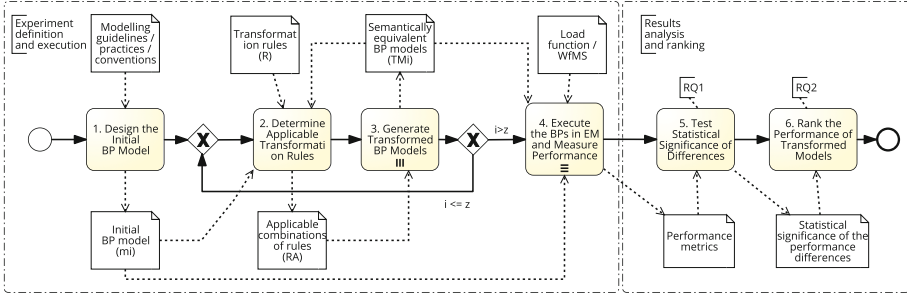 Experiment
definition
and execution
Modelling
guidelines /
practices /
conventions
Transformat
ion rules
(R)
Semantically
equivalent
BP models
(TMi)
Load
function /
WfMS
Results
analysis
and ranking
RQ1
RQ2
1. Design the
Initial
BP Model
X
2. Determine
Applicable
Transformati
on Rules
3. Generate
Transformed
BP Models
X
i>z
4. Execute
the BPs in EM
and Measure
Performance
5. Test
Statistical
Significance of
Differences
6. Rank the
Performance of
Transformed
Models
i <= z
Initial
BP model
(mi)
Applicable
combinations
of rules
(RA)
Performance
metrics
Statistical
significance of the
performance
differences